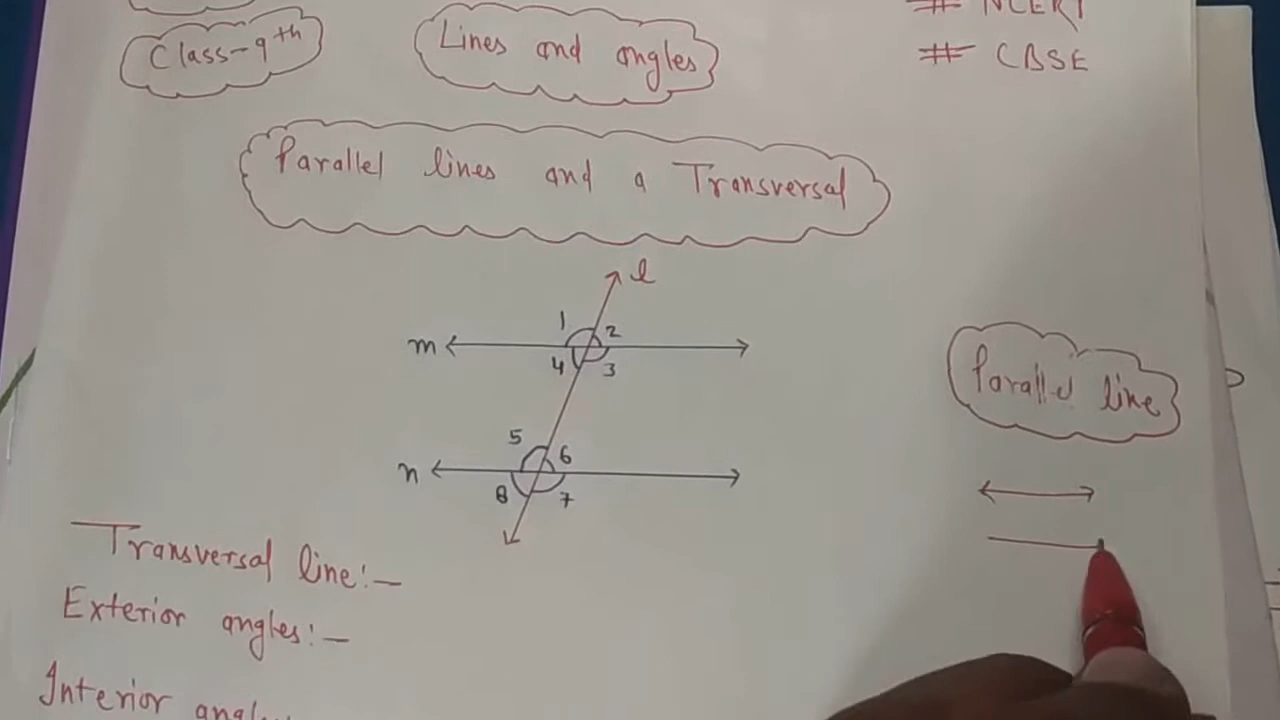 # NCERT
Class-9th
Lines and angles
# CBSE
Parallel lines and a Transversal
l
1 2
m
4 3
Parallel line
5 6
n
8 7
Transversal line:-
Exterior angles:-
Interior